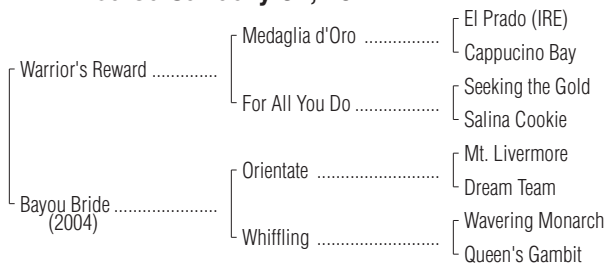 El Prado (IRE)
Medaglia d'Oro ...............
Cappucino Bay
Warrior's Reward .............
Seeking the Gold
For All You Do .................
Salina Cookie
Mt. Livermore
Orientate ......................
Dream Team
Bayou Bride ....................
(2004)
Wavering Monarch
Whiffling ......................
Queen's Gambit